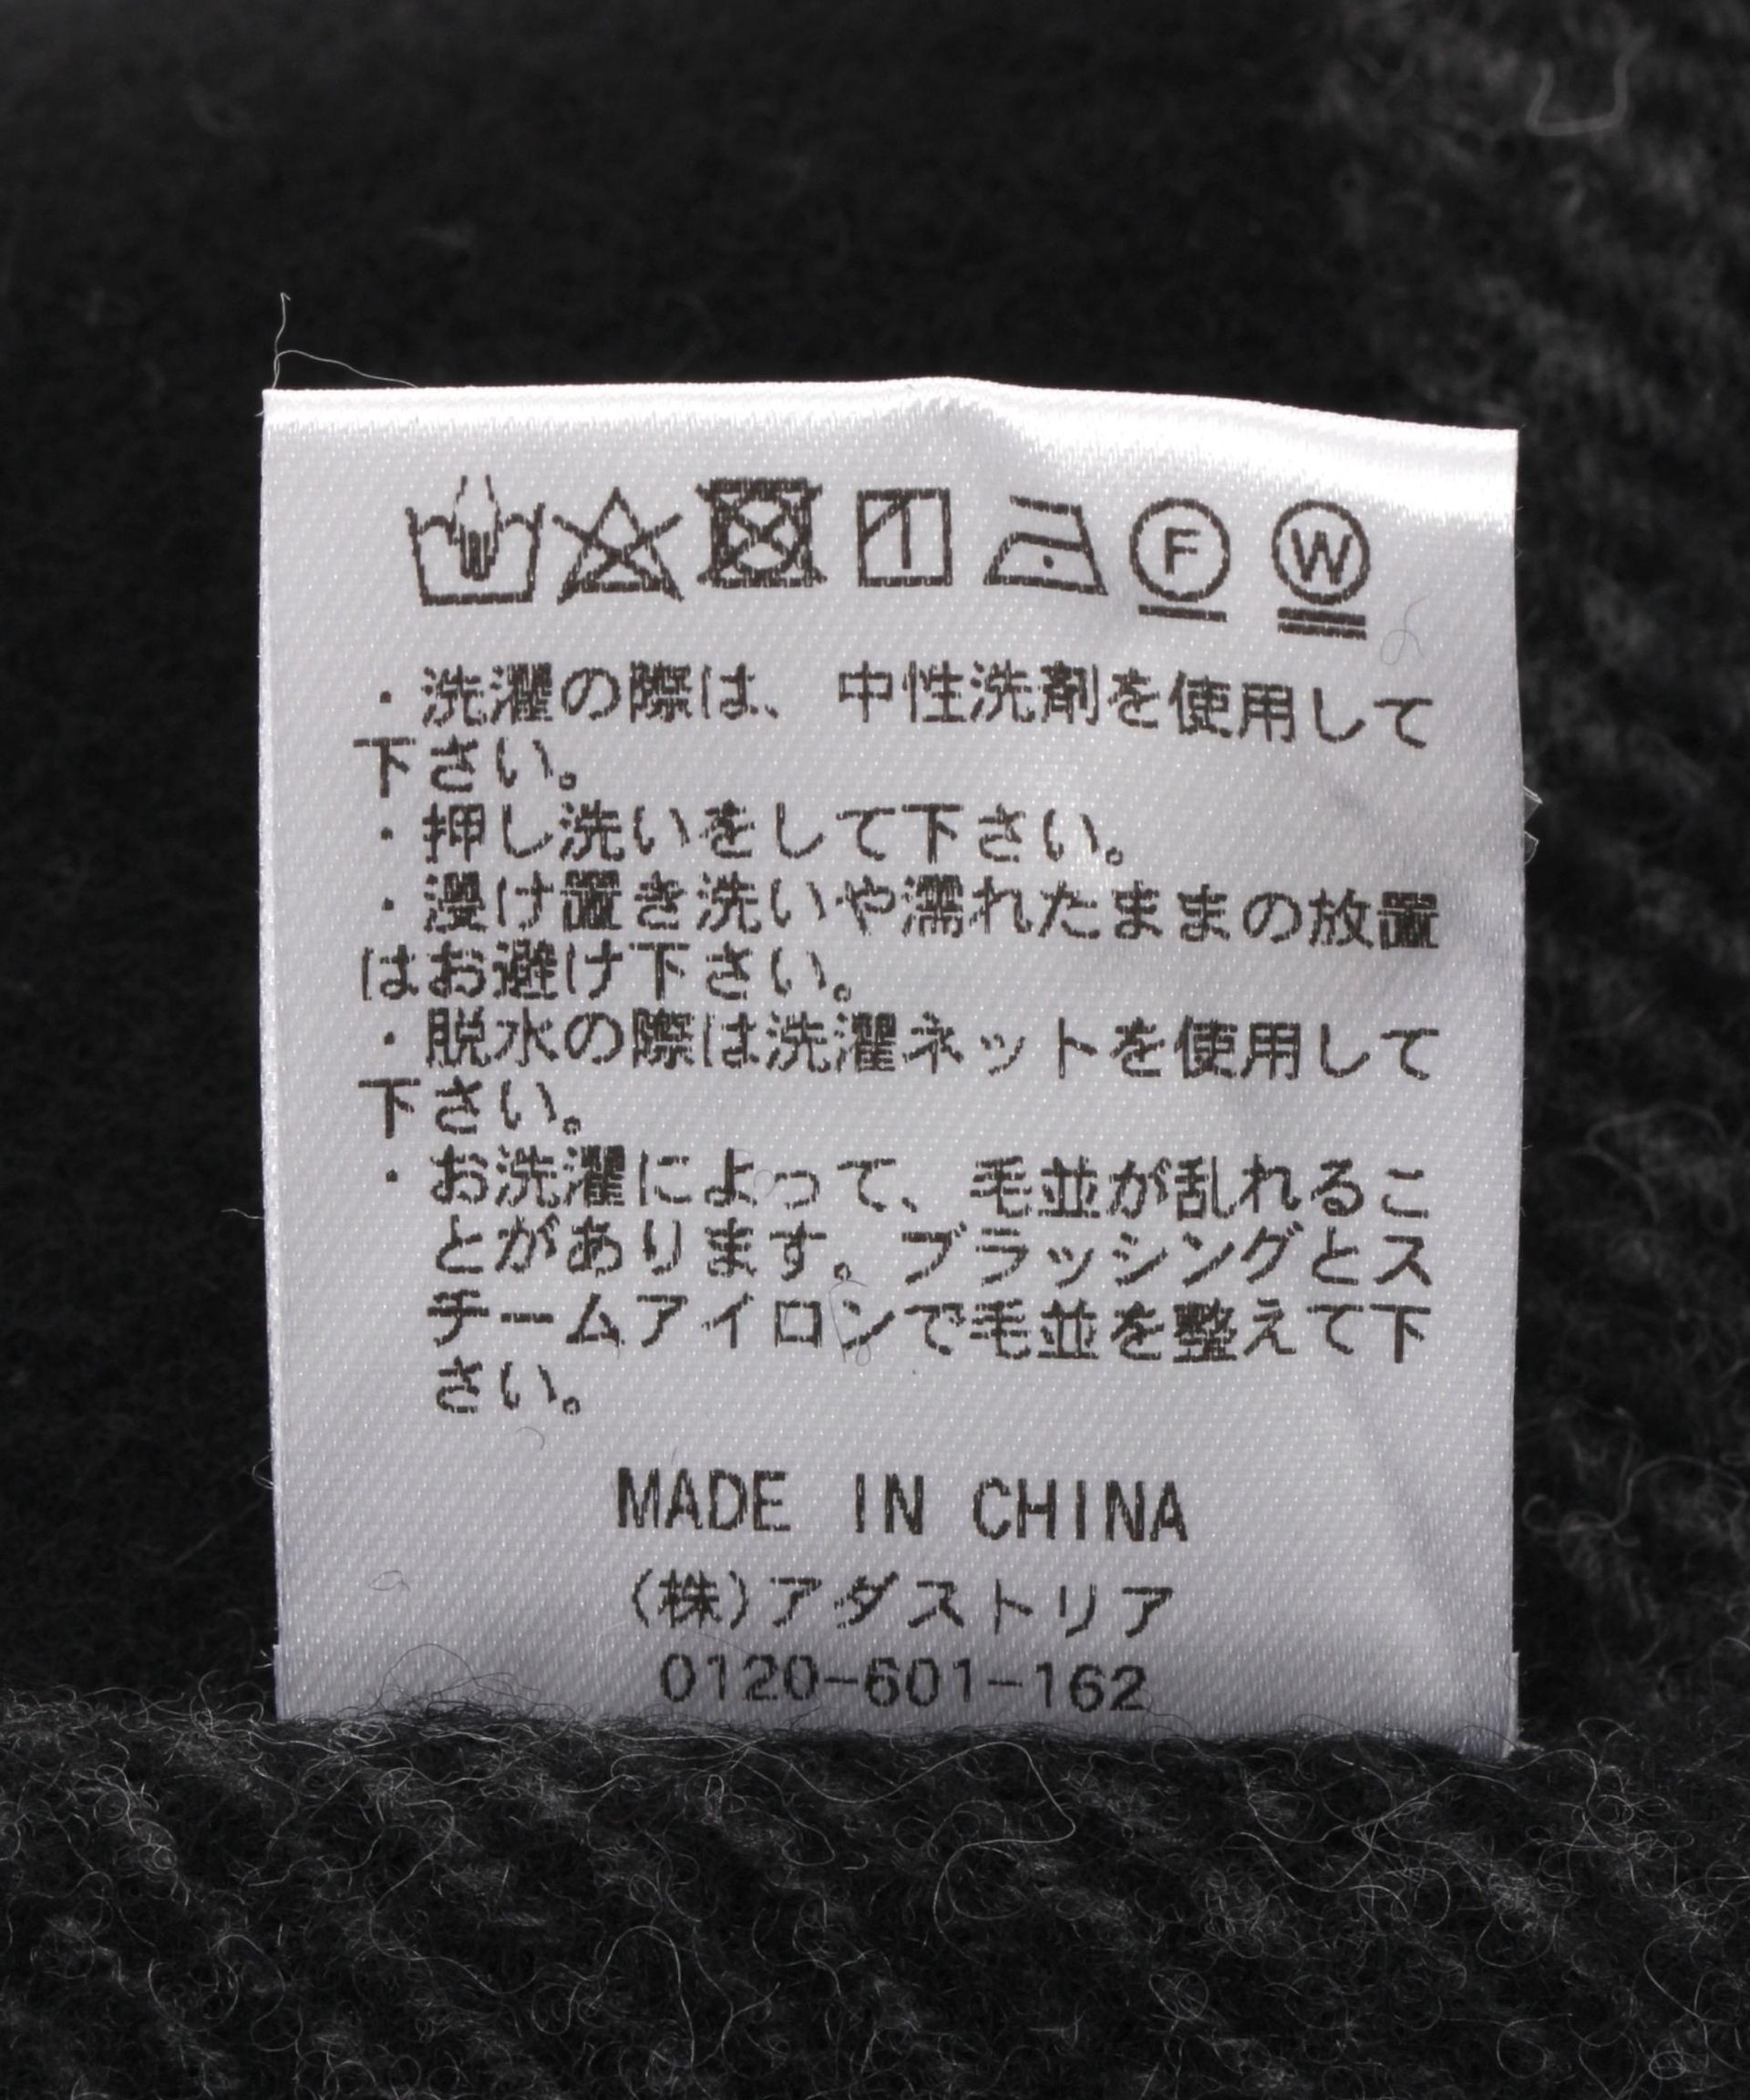 F W
・洗濯の際は、中性洗剤を使用して
下さい。
・押し洗いをして下さい。
・浸け置き洗いや濡れたままの放置
はお避け下さい。
・脱水の際は洗濯ネットを使用して
下さい。
・お洗濯によって、毛並が乱れるこ
とがあります。ブラッシングとス
チームアイロンで毛並を整えて下
さい。
MADE IN CHINA
(株)アダストリア
0120-601-162